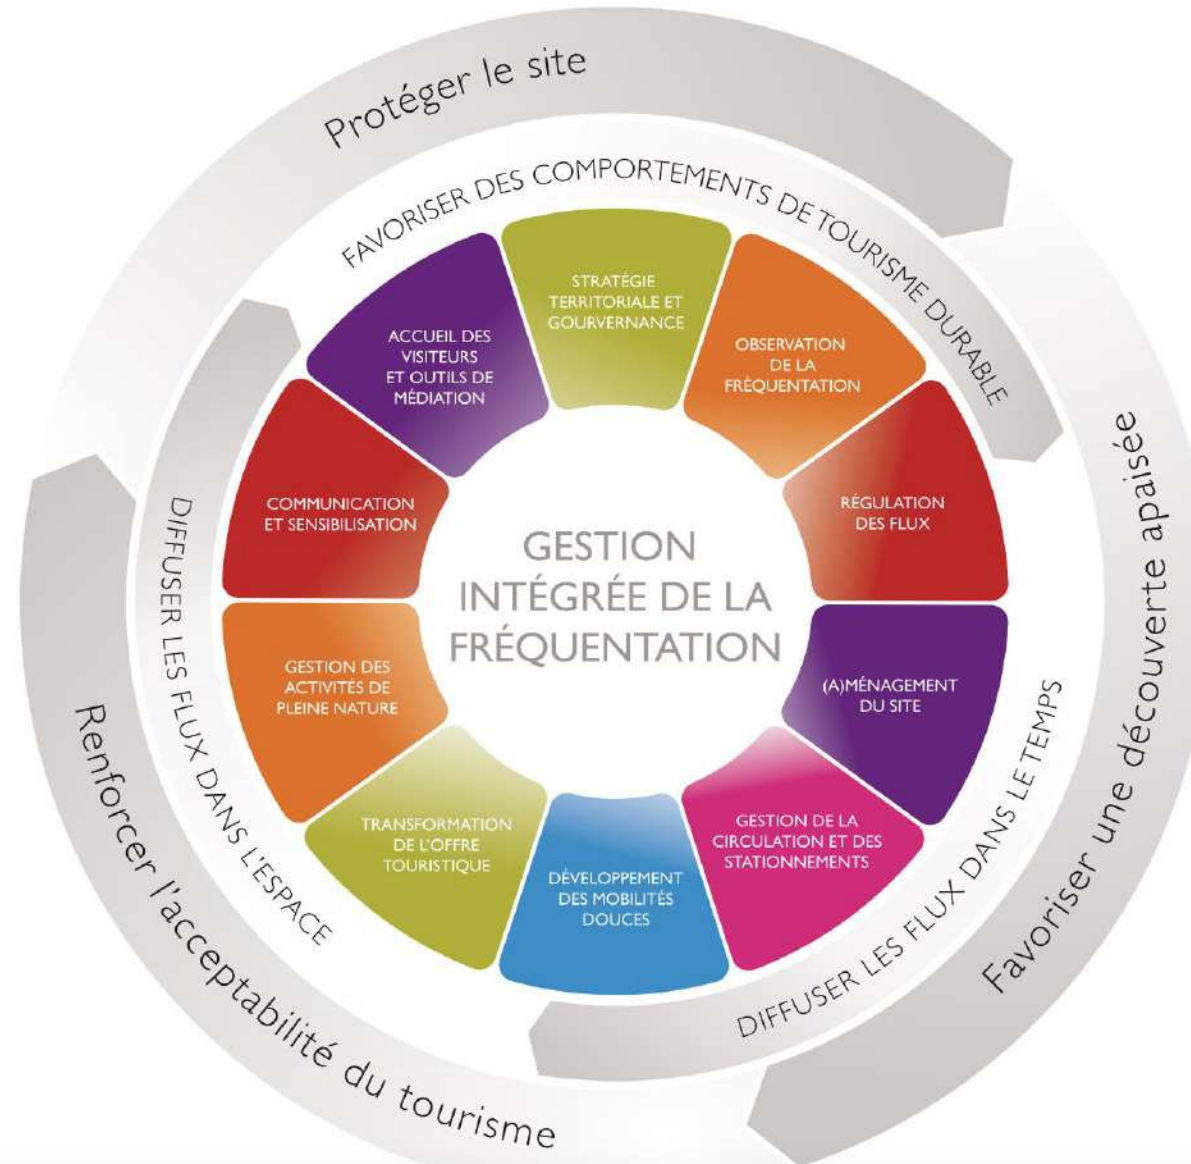 Protéger le site
Favoriser une découverte apaisée
Renforcer l'acceptabilité du tourisme
FAVORISER DES COMPORTEMENTS DE TOURISME DURABLE
DIFFUSER LES FLUX DANS LE TEMPS
DIFFUSER LES FLUX DANS L'ESPACE
STRATÉGIE
TERRITORIALE ET
GOURVERNANCE
OBSERVATION
DE LA
FRÉQUENTATION
RÉGULATION
DES FLUX
(A)MÉNAGEMENT
DU SITE
GESTION DE LA
CIRCULATION ET DES
STATIONNEMENTS
DÉVELOPPEMENT
DES MOBILITÉS
DOUCES
TRANSFORMATION
DE L'OFFRE
TOURISTIQUE
GESTION DES
ACTIVITÉS DE
PLEINE NATURE
COMMUNICATION
ET SENSIBILISATION
ACCUEIL DES
VISITEURS
ET OUTILS DE
MÉDIATION
GESTION
INTÉGRÉE DE LA
FRÉQUENTATION